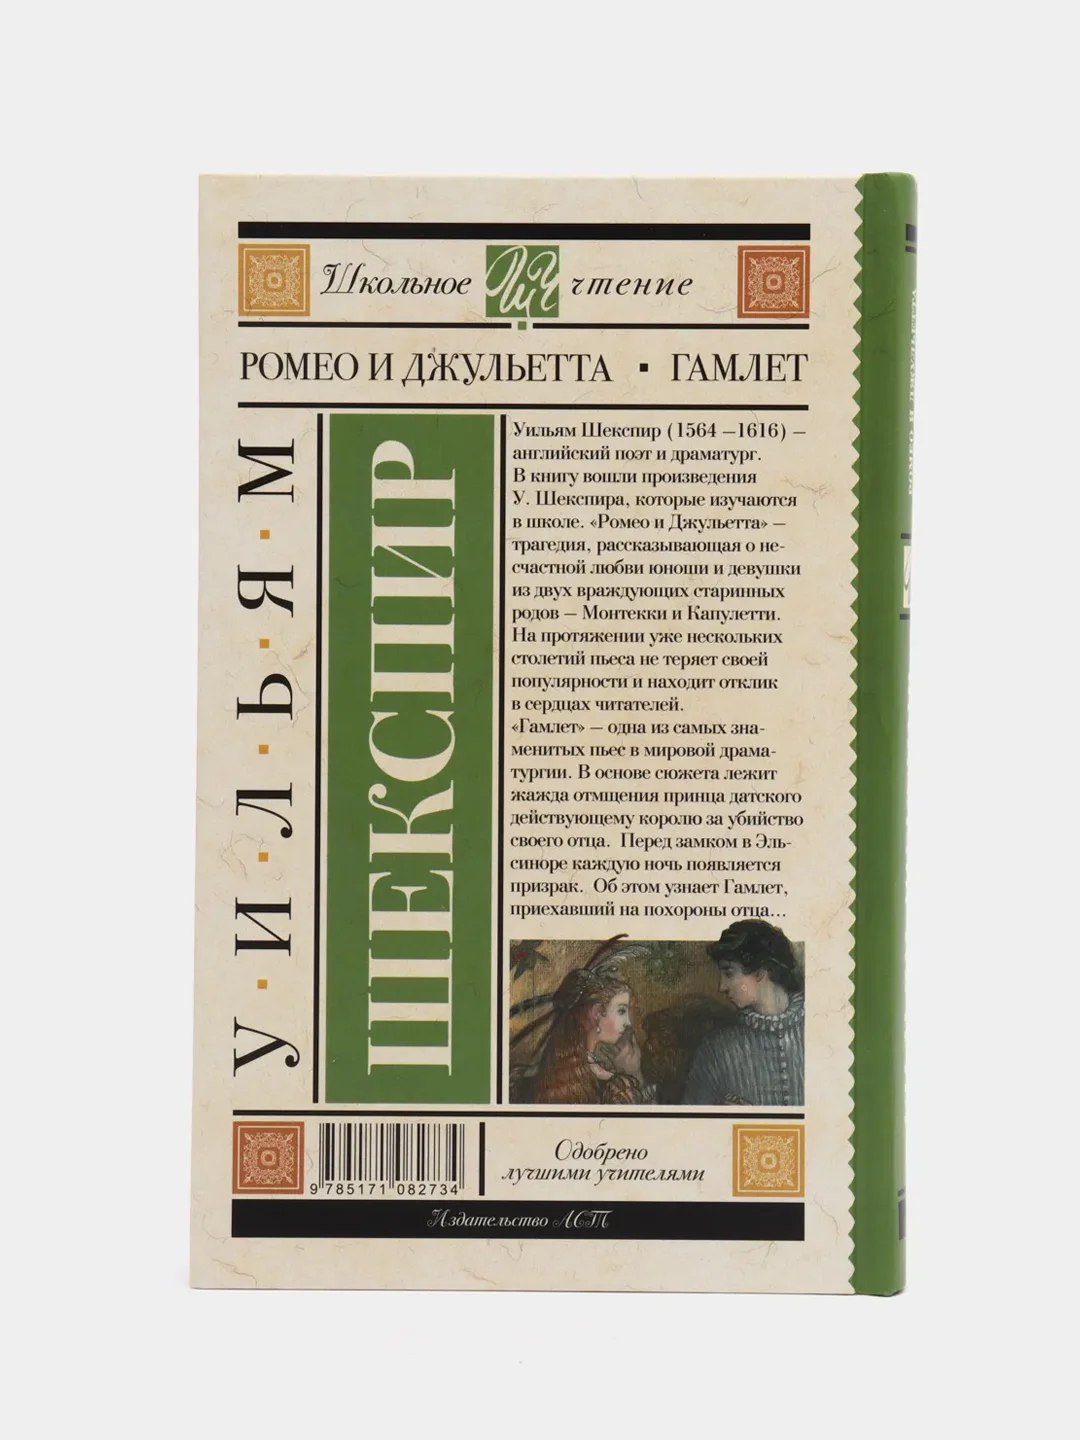 Школьное ШЧ чтение
РОМЕО И ДЖУЛЬЕТТА ▪ ГАМЛЕТ
УИЛЬЯМ
ШЕКСПИР
Уильям Шекспир (1564 –1616) –
английский поэт и драматург.
В книгу вошли произведения
У. Шекспира, которые изучаются
в школе. «Ромео и Джульетта» –
трагедия, рассказывающая о не-
счастной любви юноши и девушки
из двух враждующих старинных
родов – Монтекки и Капулетти.
На протяжении уже нескольких
столетий пьеса не теряет своей
популярности и находит отклик
в сердцах читателей.
«Гамлет» – одна из самых зна-
менитых пьес в мировой драма-
тургии. В основе сюжета лежит
жажда отмщения принца датского
действующему королю за убийство
своего отца. Перед замком в Эль-
синоре каждую ночь появляется
призрак. Об этом узнает Гамлет,
приехавший на похороны отца...
9 785171 082734
Одобрено
лучшими учителями
Издательство АСТ
РОМЕО И ДЖУЛЬЕТТА